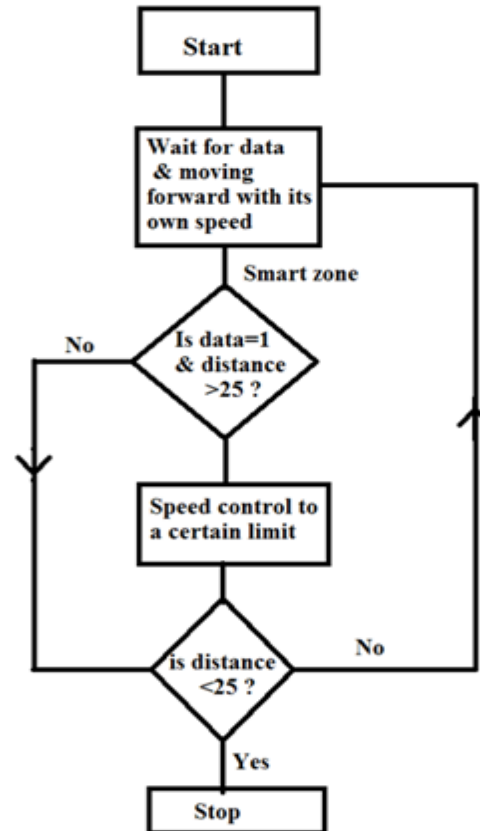 Start
Wait for data
& moving
forward with its
own speed
Smart zone
No
Is data=1
& distance
>25 ?
Speed control to
a certain limit
is distance
<25 ?
No
Yes
Stop